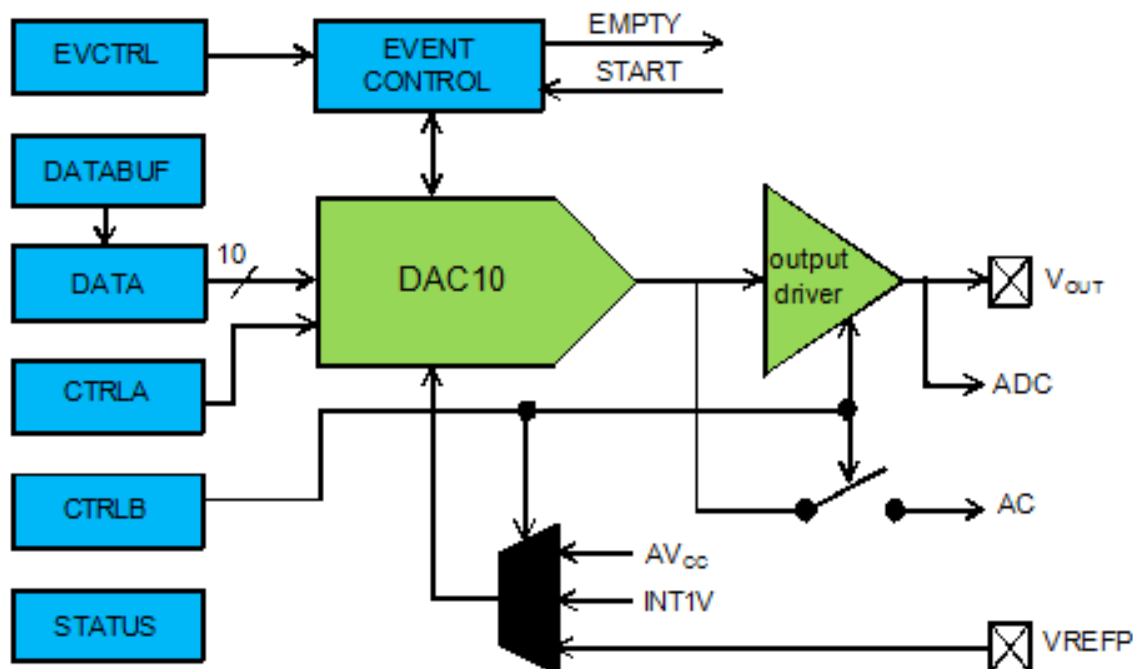 EVCTRL
EVENT
CONTROL
EMPTY
START
DATABUF
DATA
10
DAC10
output
driver
VOUT
CTRLA
ADC
CTRLB
AC
AVCC
INT1V
STATUS
VREFP